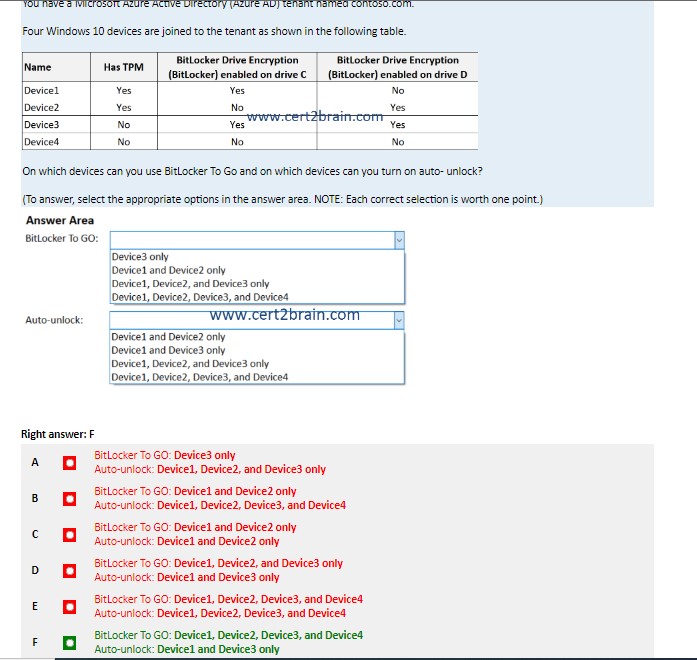 You have a Microsoft Azure Active Directory (Azure AD) tenant named contoso.com.
Four Windows 10 devices are joined to the tenant as shown in the following table.
Name
Has TPM
BitLocker Drive Encryption
(BitLocker) enabled on drive C
BitLocker Drive Encryption
(BitLocker) enabled on drive D
Device1 Yes Yes No
Device2 Yes No Yes
www.cert2brain.com
Device3 No Yes Yes
Device4 No No No
On which devices can you use BitLocker To Go and on which devices can you turn on auto- unlock?
(To answer, select the appropriate options in the answer area. NOTE: Each correct selection is worth one point.)
Answer Area
BitLocker To GO:
Device3 only
Device1 and Device2 only
Device1, Device2, and Device3 only
Device1, Device2, Device3, and Device4
www.cert2brain.com
Auto-unlock:
Device1 and Device2 only
Device1 and Device3 only
Device1, Device2, and Device3 only
Device1, Device2, Device3, and Device4
Right answer: F
A BitLocker To GO: Device3 only
Auto-unlock: Device1, Device2, and Device3 only
B BitLocker To GO: Device1 and Device2 only
Auto-unlock: Device1, Device2, Device3, and Device4
C BitLocker To GO: Device1 and Device2 only
Auto-unlock: Device1 and Device2 only
D BitLocker To GO: Device1, Device2, and Device3 only
Auto-unlock: Device1 and Device3 only
E BitLocker To GO: Device1, Device2, Device3, and Device4
Auto-unlock: Device1, Device2, Device3, and Device4
F BitLocker To GO: Device1, Device2, Device3, and Device4
Auto-unlock: Device1 and Device3 only